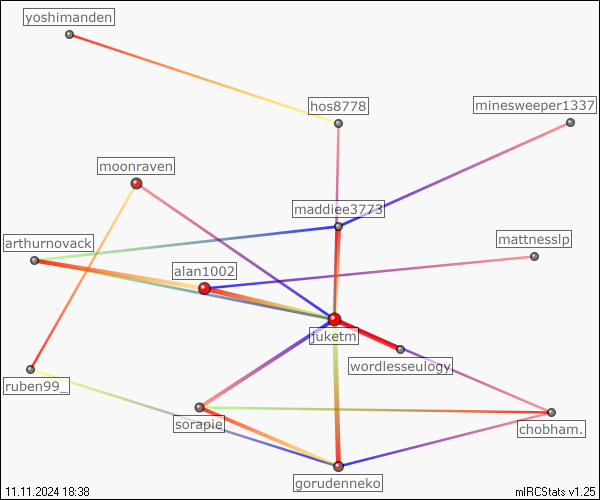 yoshimanden
hos8778
minesweeper1337
moonraven
maddiee3773
arthurnovack
mattnesslp
alan1002
juketm
wordlesseulogy
ruben99_
sorapie
chobham.
gorudenneko
11.11.2024 18:38
mIRCStats v1.25